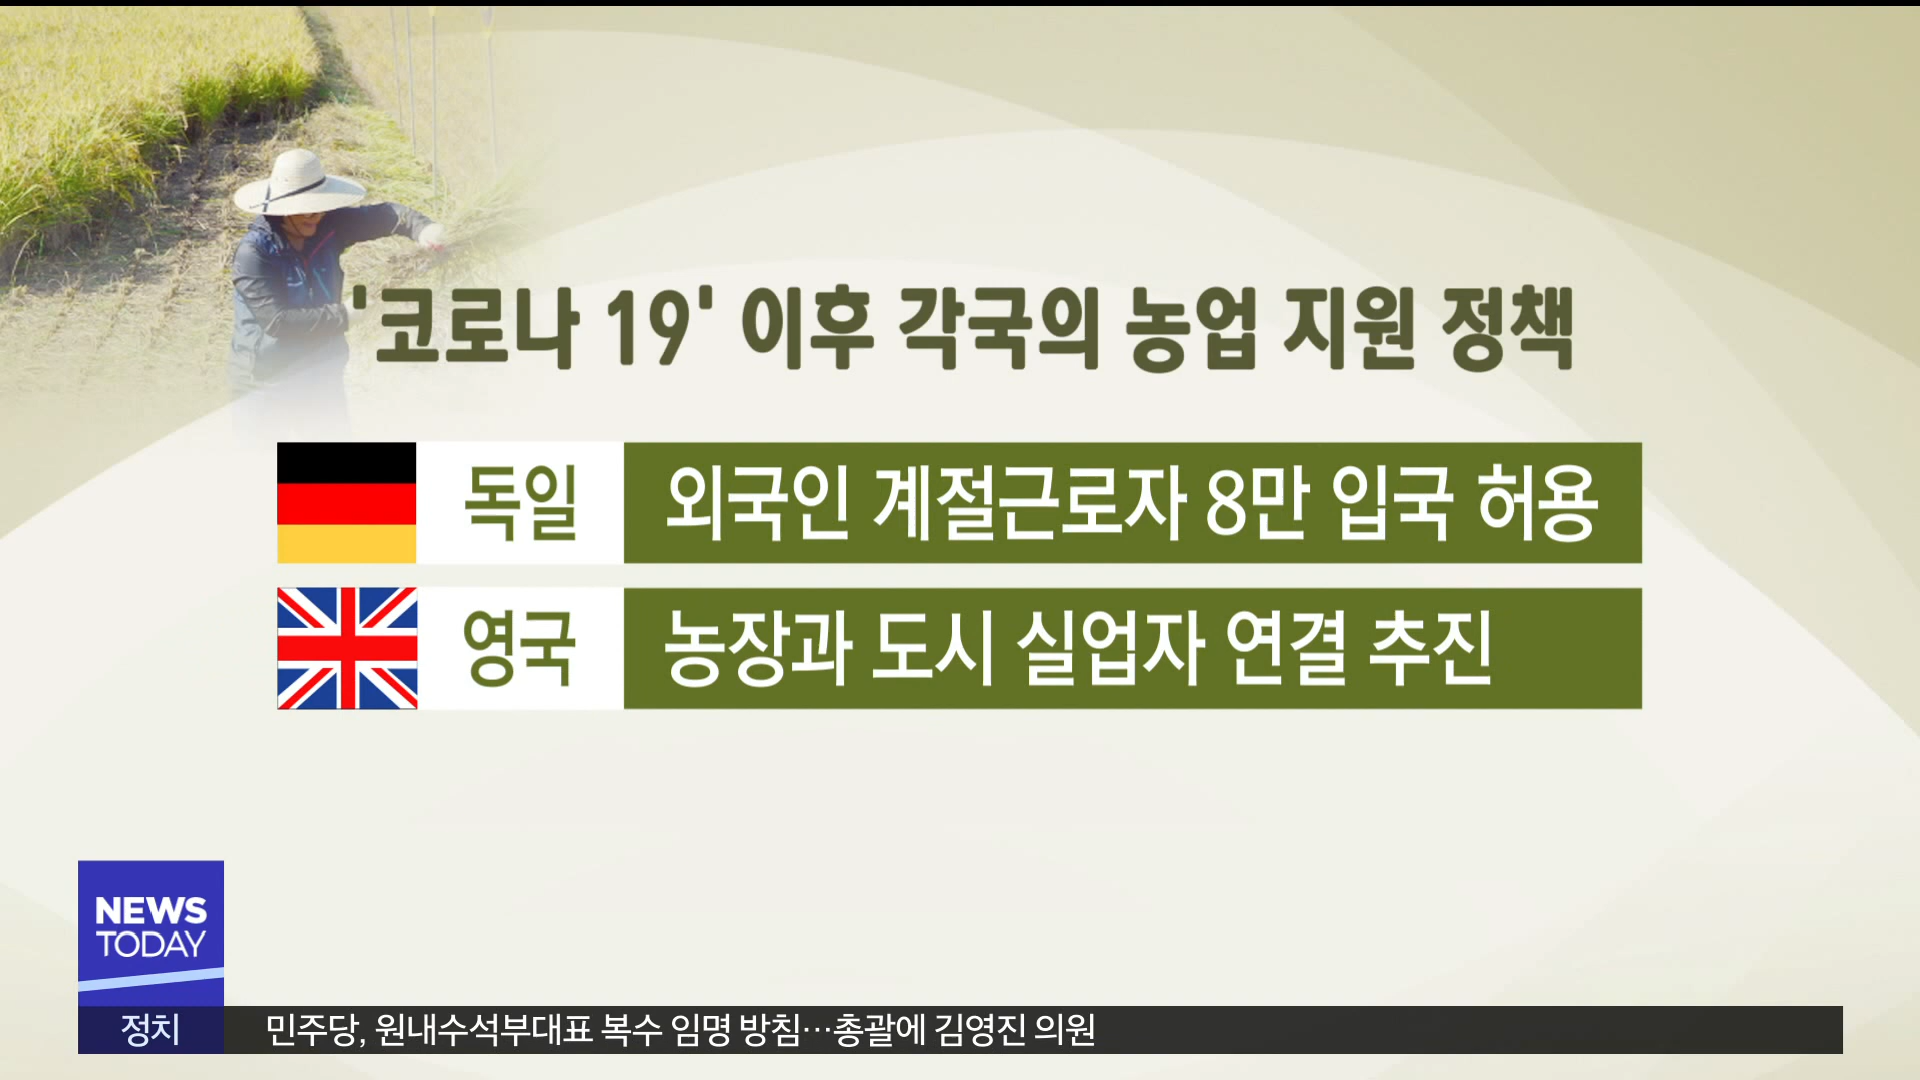 '코로나 19' 이후 각국의 농업 지원 정책
독일 외국인 계절근로자 8만 입국 허용
영국 농장과 도시 실업자 연결 추진
NEWS
TODAY
정치 민주당, 원내수석부대표 복수 임명 방침…총괄에 김영진 의원